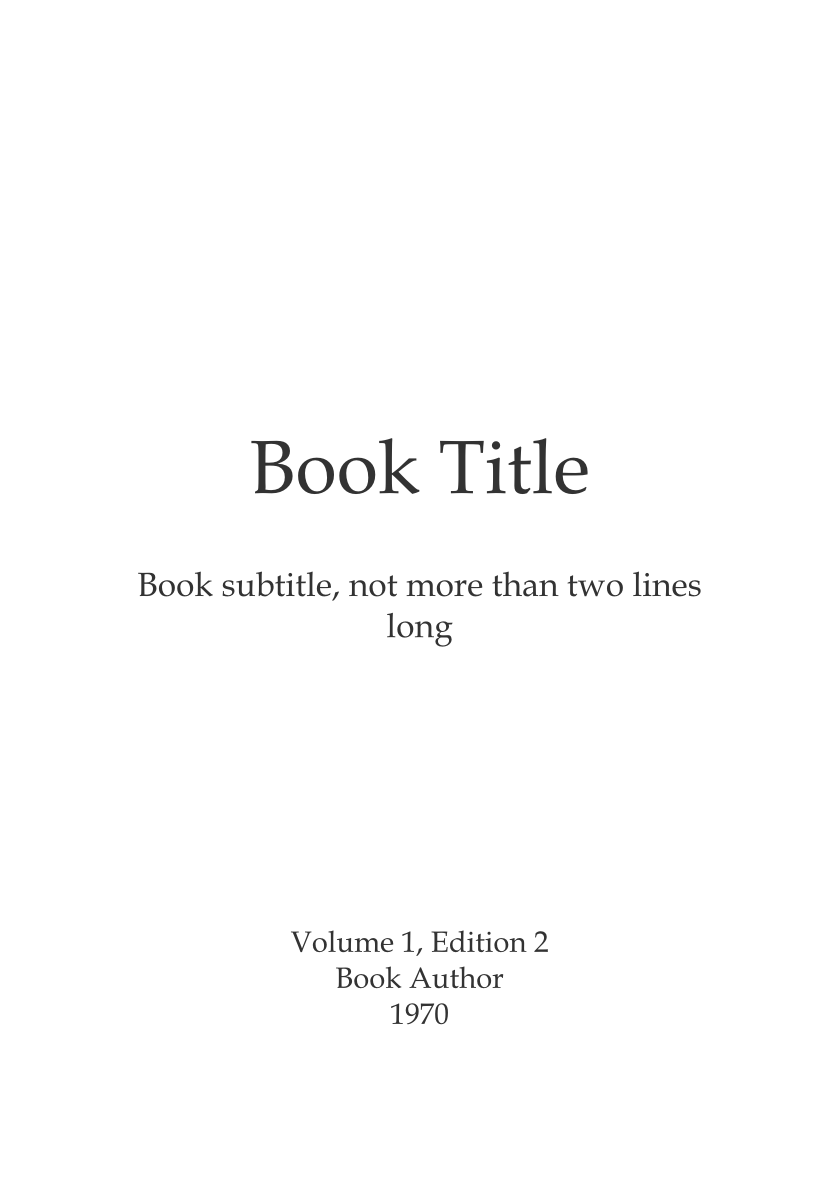 Book Title
Book subtitle, not more than two lines
long
Volume 1, Edition 2
Book Author
1970